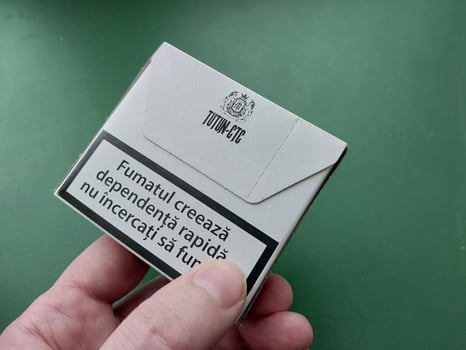 TUTUN-CTC
Fumatul creează
dependență rapidă,
nu încercați să